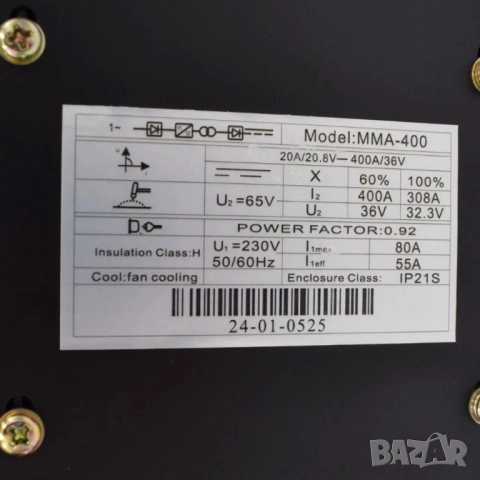 1~ Model:MMA-400
20A/20.8V—400A/36V
X 60% 100%
U₂=65V I₂ 400A 308A
U₂ 36V 32.3V
POWER FACTOR:0.92
Insulation Class:H U₁=230V I₁max 80A
50/60Hz I₁eff 55A
Cool:fan cooling Enclosure Class: IP21S
24-01-0525
BAZAR